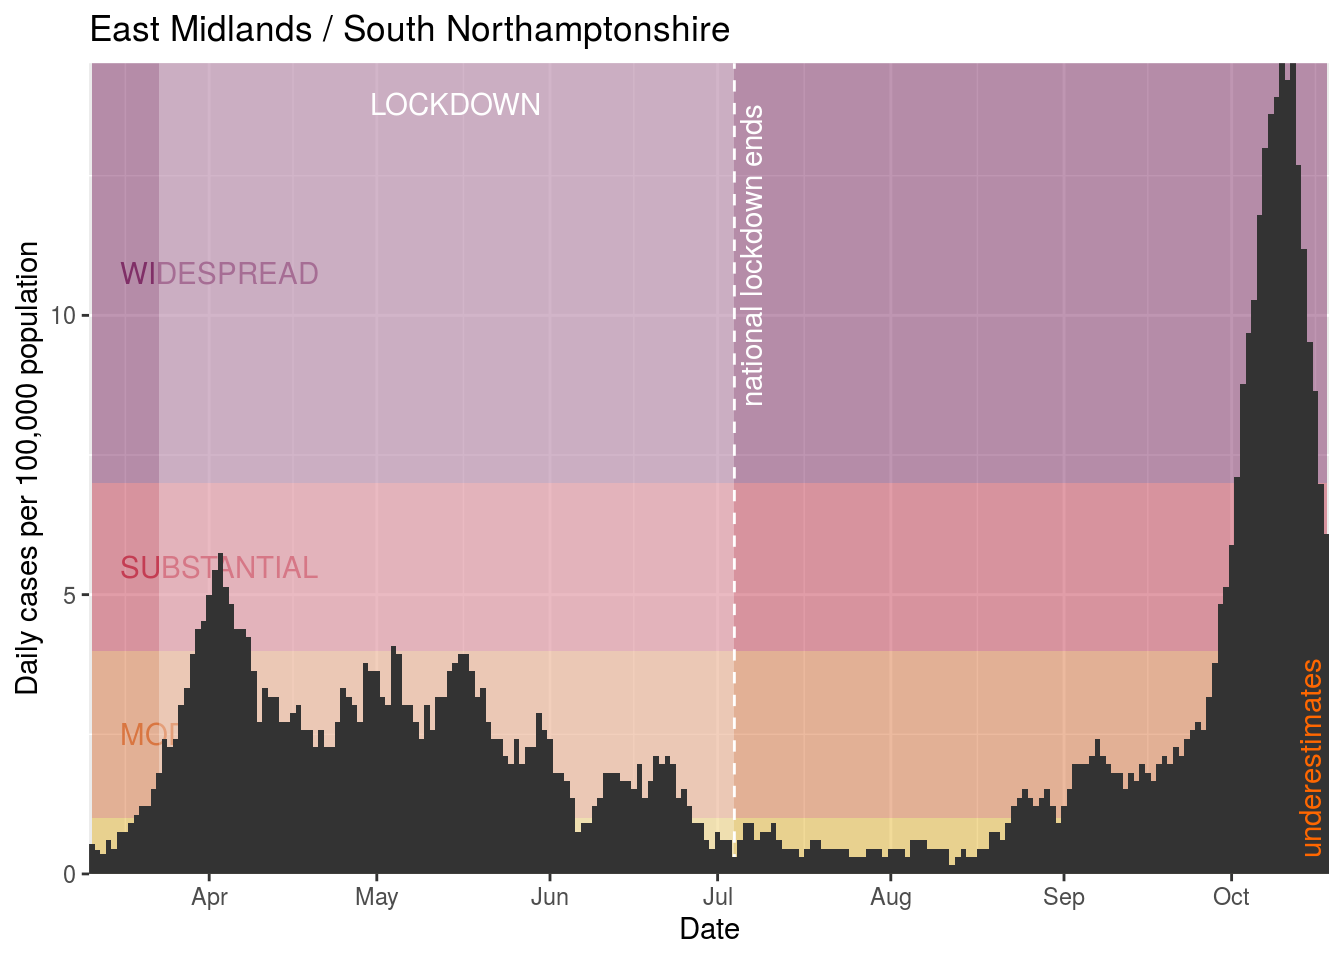 East Midlands / South Northamptonshire
LOCKDOWN
national lockdown ends
WIDESPREAD
SUBSTANTIAL
underestimates
Daily cases per 100,000 population
10
5
0
Apr
May
Jun
Jul
Aug
Sep
Oct
Date